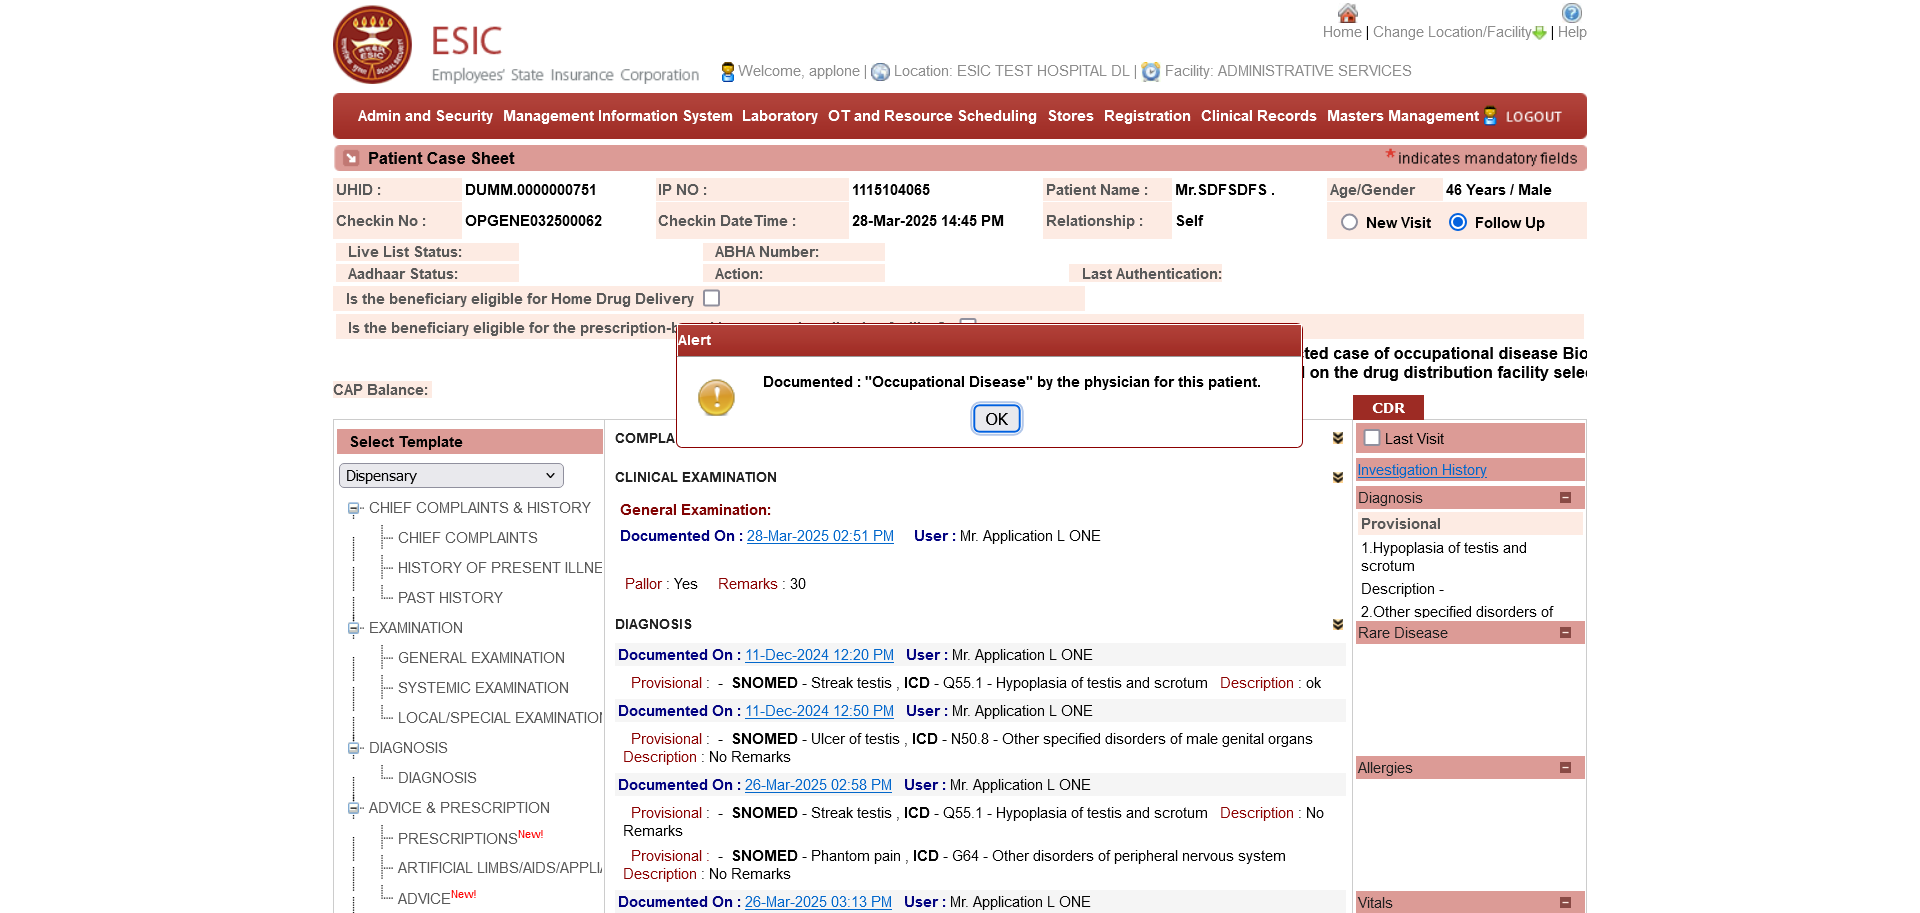 ESIC
Employees' State Insurance Corporation
Home | Change Location/Facility | Help
Welcome, applone | Location: ESIC TEST HOSPITAL DL | Facility: ADMINISTRATIVE SERVICES
Admin and Security Management Information System Laboratory OT and Resource Scheduling Stores Registration Clinical Records Masters Management LOGOUT
Patient Case Sheet
* indicates mandatory fields
UHID : DUMM.0000000751 IP NO : 1115104065 Patient Name : Mr.SDFSDFS . Age/Gender 46 Years / Male
Checkin No : OPGENE032500062 Checkin DateTime : 28-Mar-2025 14:45 PM Relationship : Self New Visit Follow Up
Live List Status: ABHA Number:
Aadhaar Status: Action: Last Authentication:
Is the beneficiary eligible for Home Drug Delivery
Is the beneficiary eligible for the prescription-b
Alert
Documented : "Occupational Disease" by the physician for this patient.
OK
ted case of occupational disease Bio
on the drug distribution facility sele
CAP Balance:
CDR
Select Template
Dispensary
CHIEF COMPLAINTS & HISTORY
CHIEF COMPLAINTS
HISTORY OF PRESENT ILLNE
PAST HISTORY
EXAMINATION
GENERAL EXAMINATION
SYSTEMIC EXAMINATION
LOCAL/SPECIAL EXAMINATION
DIAGNOSIS
DIAGNOSIS
ADVICE & PRESCRIPTION
PRESCRIPTIONS New!
ARTIFICIAL LIMBS/AIDS/APPLI
ADVICE New!
COMPLA
CLINICAL EXAMINATION
General Examination:
Documented On : 28-Mar-2025 02:51 PM User : Mr. Application L ONE
Pallor : Yes Remarks : 30
DIAGNOSIS
Documented On : 11-Dec-2024 12:20 PM User : Mr. Application L ONE
Provisional : - SNOMED - Streak testis , ICD - Q55.1 - Hypoplasia of testis and scrotum Description : ok
Documented On : 11-Dec-2024 12:50 PM User : Mr. Application L ONE
Provisional : - SNOMED - Ulcer of testis , ICD - N50.8 - Other specified disorders of male genital organs
Description : No Remarks
Documented On : 26-Mar-2025 02:58 PM User : Mr. Application L ONE
Provisional : - SNOMED - Streak testis , ICD - Q55.1 - Hypoplasia of testis and scrotum Description : No
Remarks
Provisional : - SNOMED - Phantom pain , ICD - G64 - Other disorders of peripheral nervous system
Description : No Remarks
Documented On : 26-Mar-2025 03:13 PM User : Mr. Application L ONE
Last Visit
Investigation History
Diagnosis
Provisional
1.Hypoplasia of testis and
scrotum
Description -
2.Other specified disorders of
Rare Disease
Allergies
Vitals